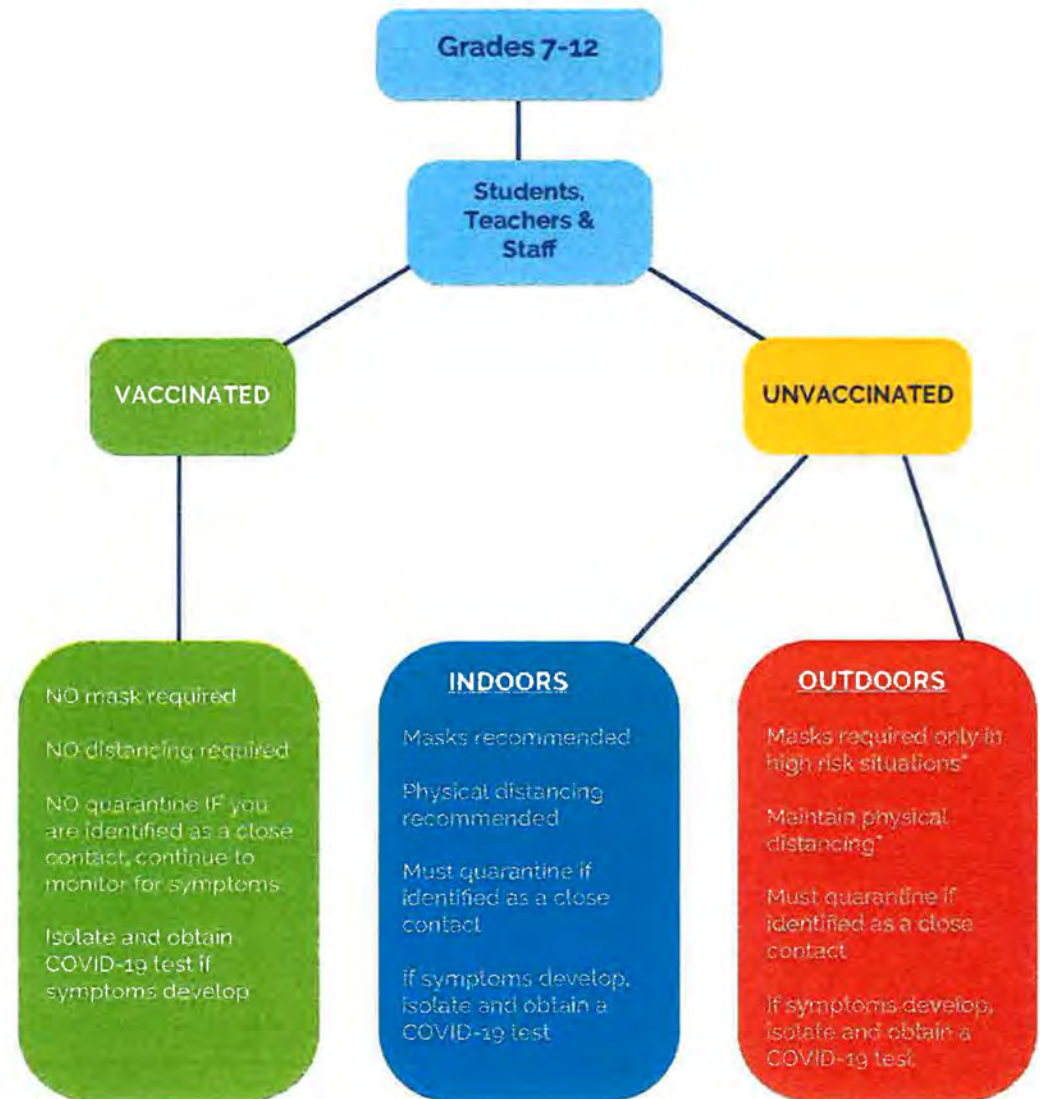 Grades 7-12
Students,
Teachers &
Staff
VACCINATED
UNVACCINATED
NO mask required
NO distancing required
NO quarantine IF you
are identified as a close
contact, continue to
monitor for symptoms
Isolate and obtain
COVID-19 test if
symptoms develop
INDOORS
Masks recommended
Physical distancing
recommended
Must quarantine if
identified as a close
contact
if symptoms develop,
isolate and obtain a
COVID-19 test
OUTDOORS
Masks required only in
high risk situations*
Maintain physical
distancing*
Must quarantine if
identified as a close
contact
If symptoms develop,
isolate and obtain a
COVID-19 test